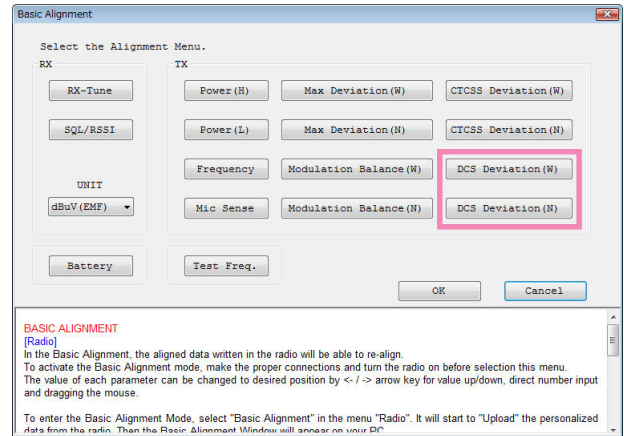 Basic Alignment
Select the Alignment Menu.
RX TX
RX-Tune Power(H) Max Deviation(W) CTCSS Deviation(W)
SQL/RSSI Power(L) Max Deviation(N) CTCSS Deviation(N)
Frequency Modulation Balance(W) DCS Deviation(W)
UNIT
dBuV(EMF) Mic Sense Modulation Balance(N) DCS Deviation(N)
Battery Test Freq.
OK Cancel
BASIC ALIGNMENT
[Radio]
In the Basic Alignment, the aligned data written in the radio will be able to re-align.
To activate the Basic Alignment mode, make the proper connections and turn the radio on before selection this menu.
The value of each parameter can be changed to desired position by <- / -> arrow key for value up/down, direct number input
and dragging the mouse.
To enter the Basic Alignment Mode, select "Basic Alignment" in the menu "Radio". It will start to "Upload" the personalized
data from the radio. Then the Basic Alignment Window will appear on your PC.